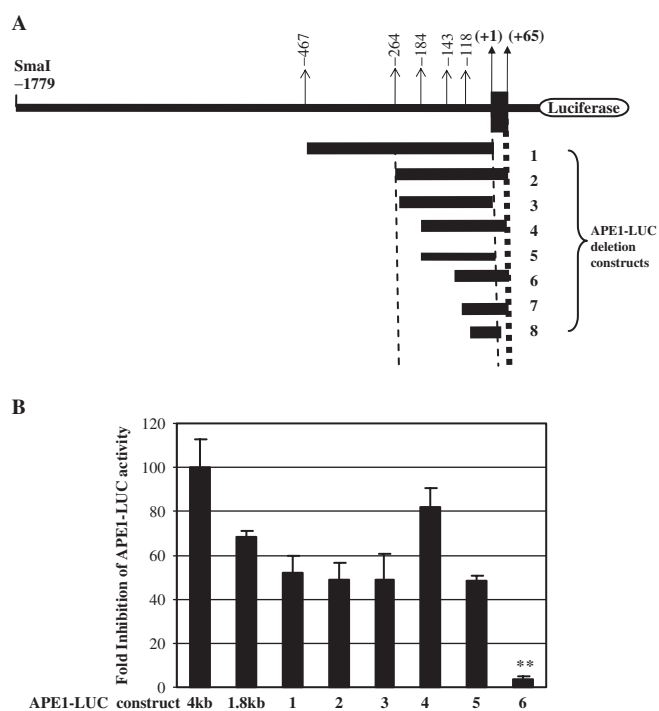 A
SmaI
−1779
−467
−264
−184
−143
−118
(+1)
(+65)
Luciferase
1
2
3
4
5
6
7
8
APE1-LUC
deletion
constructs
B
Fold Inhibition of APE1-LUC activity
120
100
80
60
40
20
0
**
APE1-LUC construct 4kb 1.8kb 1 2 3 4 5 6